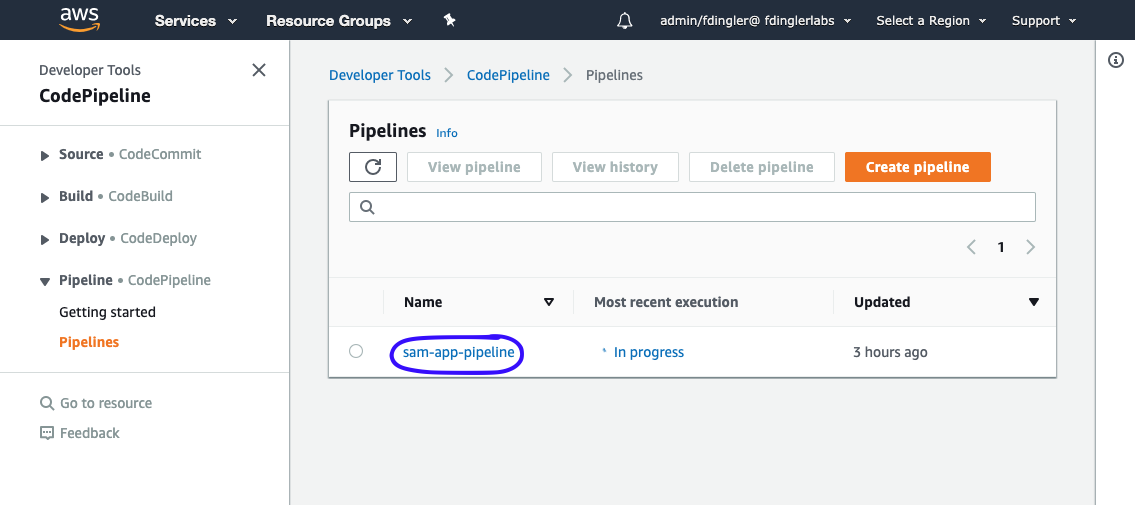 aws Services Resource Groups admin/fdingler@ fdinglerlabs Select a Region Support
Developer Tools
CodePipeline
Source • CodeCommit
Build • CodeBuild
Deploy • CodeDeploy
Pipeline • CodePipeline
Getting started
Pipelines
Go to resource
Feedback
Developer Tools CodePipeline Pipelines
Pipelines Info
View pipeline View history Delete pipeline Create pipeline
1
Name Most recent execution Updated
sam-app-pipeline In progress 3 hours ago